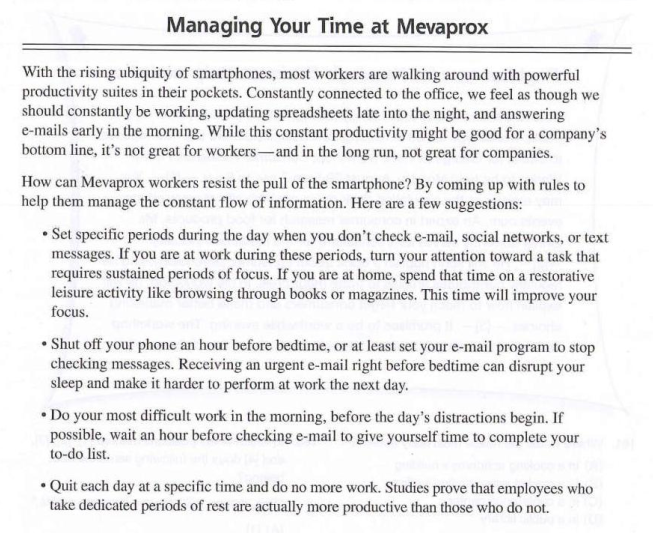 Managing Your Time at Mevaprox
With the rising ubiquity of smartphones, most workers are walking around with powerful
productivity suites in their pockets. Constantly connected to the office, we feel as though we
should constantly be working, updating spreadsheets late into the night, and answering
e-mails early in the morning. While this constant productivity might be good for a company's
bottom line, it's not great for workers—and in the long run, not great for companies.
How can Mevaprox workers resist the pull of the smartphone? By coming up with rules to
help them manage the constant flow of information. Here are a few suggestions:
• Set specific periods during the day when you don't check e-mail, social networks, or text
messages. If you are at work during these periods, turn your attention toward a task that
requires sustained periods of focus. If you are at home, spend that time on a restorative
leisure activity like browsing through books or magazines. This time will improve your
focus.
• Shut off your phone an hour before bedtime, or at least set your e-mail program to stop
checking messages. Receiving an urgent e-mail right before bedtime can disrupt your
sleep and make it harder to perform at work the next day.
• Do your most difficult work in the morning, before the day's distractions begin. If
possible, wait an hour before checking e-mail to give yourself time to complete your
to-do list.
• Quit each day at a specific time and do no more work. Studies prove that employees who
take dedicated periods of rest are actually more productive than those who do not.